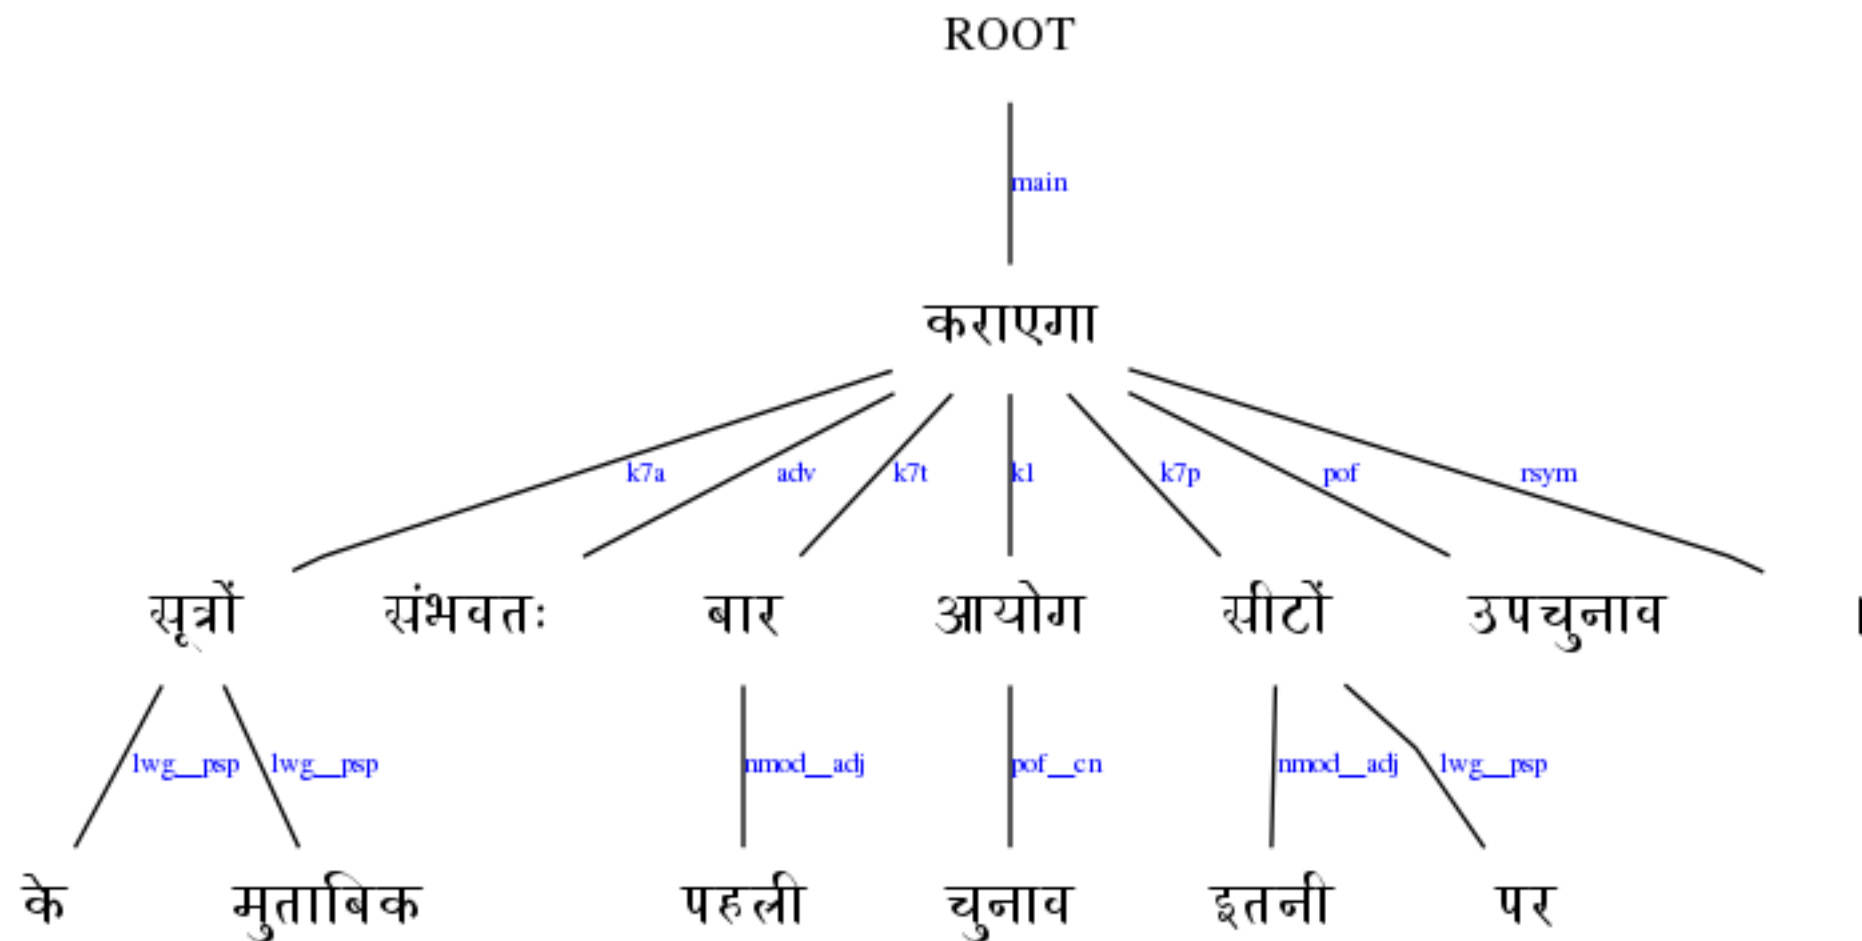 ROOT
main
कराएगा
k7a adv k7t k1 k7p pof rsym
सूत्रों संभवतः बार आयोग सीटों उपचुनाव ।
lwg__psp lwg__psp nmod__adj pof__cn nmod__adj lwg__psp
के मुताबिक पहली चुनाव इतनी पर